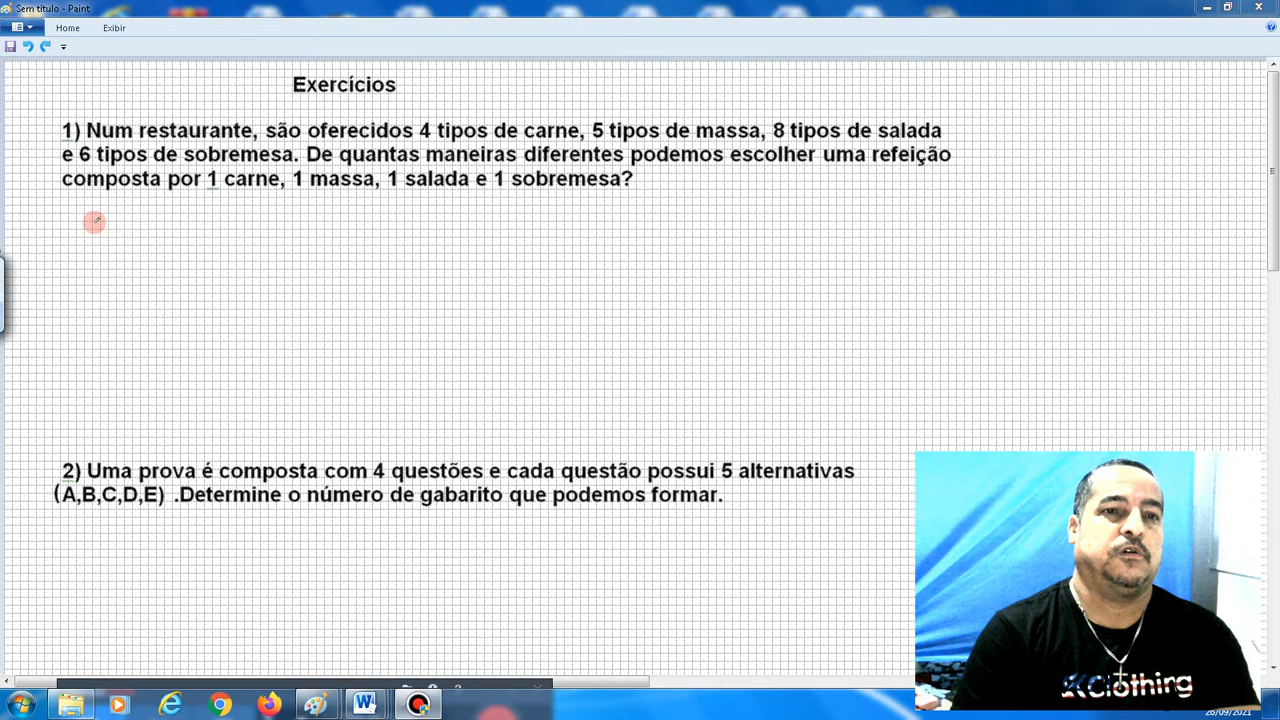 Sem título - Paint
Home Exibir
Exercícios
1) Num restaurante, são oferecidos 4 tipos de carne, 5 tipos de massa, 8 tipos de salada
e 6 tipos de sobremesa. De quantas maneiras diferentes podemos escolher uma refeição
composta por 1 carne, 1 massa, 1 salada e 1 sobremesa?
2) Uma prova é composta com 4 questões e cada questão possui 5 alternativas
(A,B,C,D,E) .Determine o número de gabarito que podemos formar.
Clothing
26/09/2021